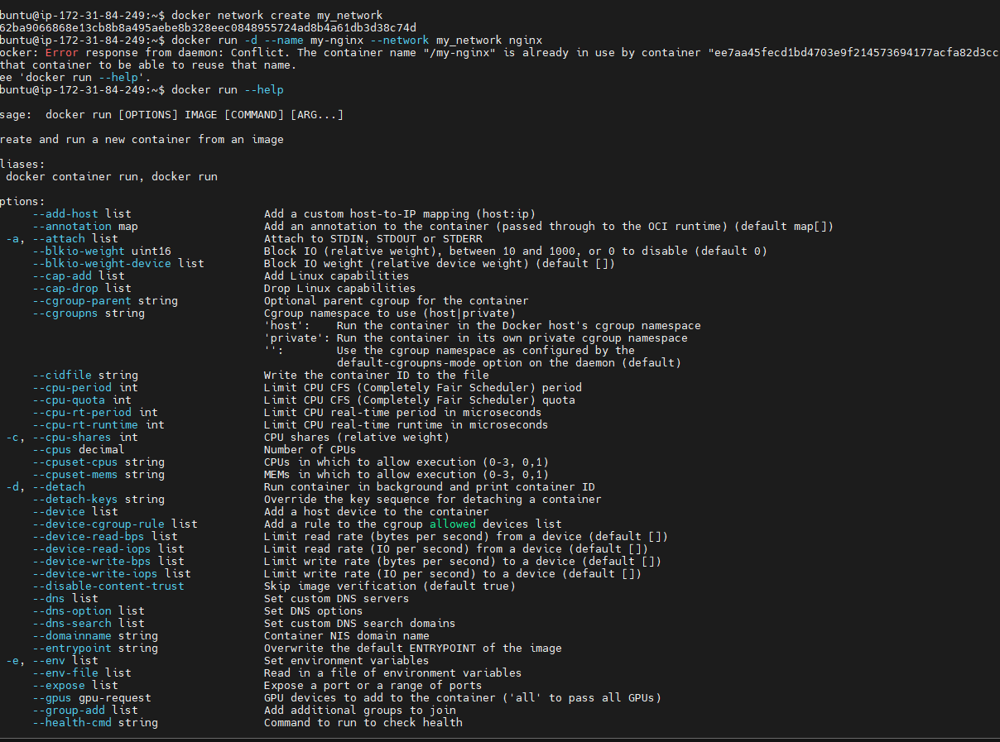 buntu@ip-172-31-84-249:~$ docker network create my_network
62ba9066868e13cb8b8a495aebe8b328eec0848955724ad8b4a61db3d38c74d
buntu@ip-172-31-84-249:~$ docker run -d --name my-nginx --network my_network nginx
ocker: Error response from daemon: Conflict. The container name "/my-nginx" is already in use by container "ee7aa45fecd1bd4703e9f214573694177acfa82d3cc
that container to be able to reuse that name.
ee 'docker run --help'.
buntu@ip-172-31-84-249:~$ docker run --help
sage:  docker run [OPTIONS] IMAGE [COMMAND] [ARG...]
reate and run a new container from an image
liases:
docker container run, docker run
ptions:
--add-host list Add a custom host-to-IP mapping (host:ip)
--annotation map Add an annotation to the container (passed through to the OCI runtime) (default map[])
-a, --attach list Attach to STDIN, STDOUT or STDERR
--blkio-weight uint16 Block IO (relative weight), between 10 and 1000, or 0 to disable (default 0)
--blkio-weight-device list Block IO weight (relative device weight) (default [])
--cap-add list Add Linux capabilities
--cap-drop list Drop Linux capabilities
--cgroup-parent string Optional parent cgroup for the container
--cgroupns string Cgroup namespace to use (host|private)
'host':    Run the container in the Docker host's cgroup namespace
'private': Run the container in its own private cgroup namespace
'':        Use the cgroup namespace as configured by the
default-cgroupns-mode option on the daemon (default)
--cidfile string Write the container ID to the file
--cpu-period int Limit CPU CFS (Completely Fair Scheduler) period
--cpu-quota int Limit CPU CFS (Completely Fair Scheduler) quota
--cpu-rt-period int Limit CPU real-time period in microseconds
--cpu-rt-runtime int Limit CPU real-time runtime in microseconds
-c, --cpu-shares int CPU shares (relative weight)
--cpus decimal Number of CPUs
--cpuset-cpus string CPUs in which to allow execution (0-3, 0,1)
--cpuset-mems string MEMs in which to allow execution (0-3, 0,1)
-d, --detach Run container in background and print container ID
--detach-keys string Override the key sequence for detaching a container
--device list Add a host device to the container
--device-cgroup-rule list Add a rule to the cgroup allowed devices list
--device-read-bps list Limit read rate (bytes per second) from a device (default [])
--device-read-iops list Limit read rate (IO per second) from a device (default [])
--device-write-bps list Limit write rate (bytes per second) to a device (default [])
--device-write-iops list Limit write rate (IO per second) to a device (default [])
--disable-content-trust Skip image verification (default true)
--dns list Set custom DNS servers
--dns-option list Set DNS options
--dns-search list Set custom DNS search domains
--domainname string Container NIS domain name
--entrypoint string Overwrite the default ENTRYPOINT of the image
-e, --env list Set environment variables
--env-file list Read in a file of environment variables
--expose list Expose a port or a range of ports
--gpus gpu-request GPU devices to add to the container ('all' to pass all GPUs)
--group-add list Add additional groups to join
--health-cmd string Command to run to check health